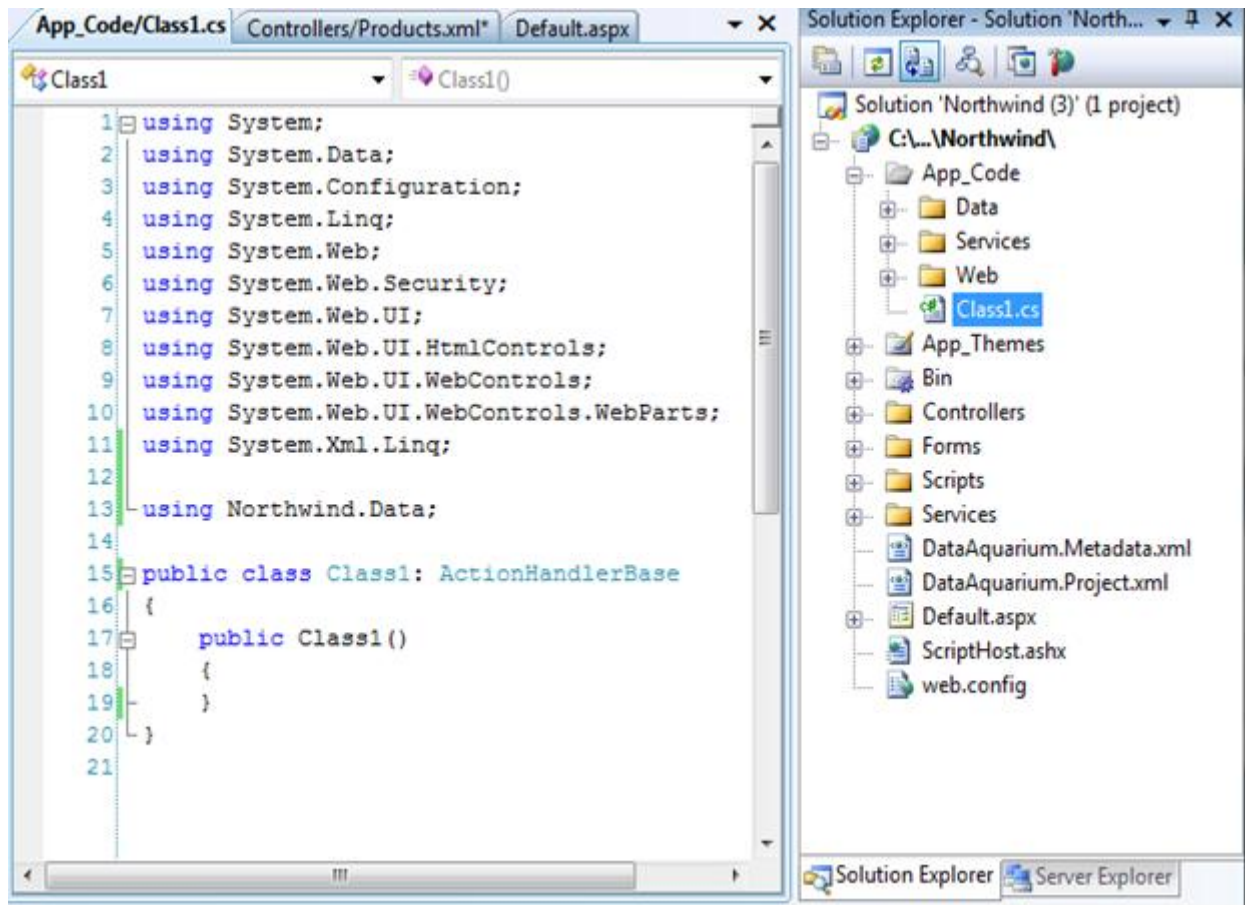 App_Code/Class1.cs Controllers/Products.xml* Default.aspx
Class1 Class1()
1 using System;
2 using System.Data;
3 using System.Configuration;
4 using System.Linq;
5 using System.Web;
6 using System.Web.Security;
7 using System.Web.UI;
8 using System.Web.UI.HtmlControls;
9 using System.Web.UI.WebControls;
10 using System.Web.UI.WebControls.WebParts;
11 using System.Xml.Linq;
12
13 using Northwind.Data;
14
15 public class Class1: ActionHandlerBase
16 {
17 public Class1()
18 {
19 }
20 }
21
Solution Explorer - Solution 'North...
Solution 'Northwind (3)' (1 project)
C:\...\Northwind\
App_Code
Data
Services
Web
Class1.cs
App_Themes
Bin
Controllers
Forms
Scripts
Services
DataAquarium.Metadata.xml
DataAquarium.Project.xml
Default.aspx
ScriptHost.ashx
web.config
Solution Explorer Server Explorer